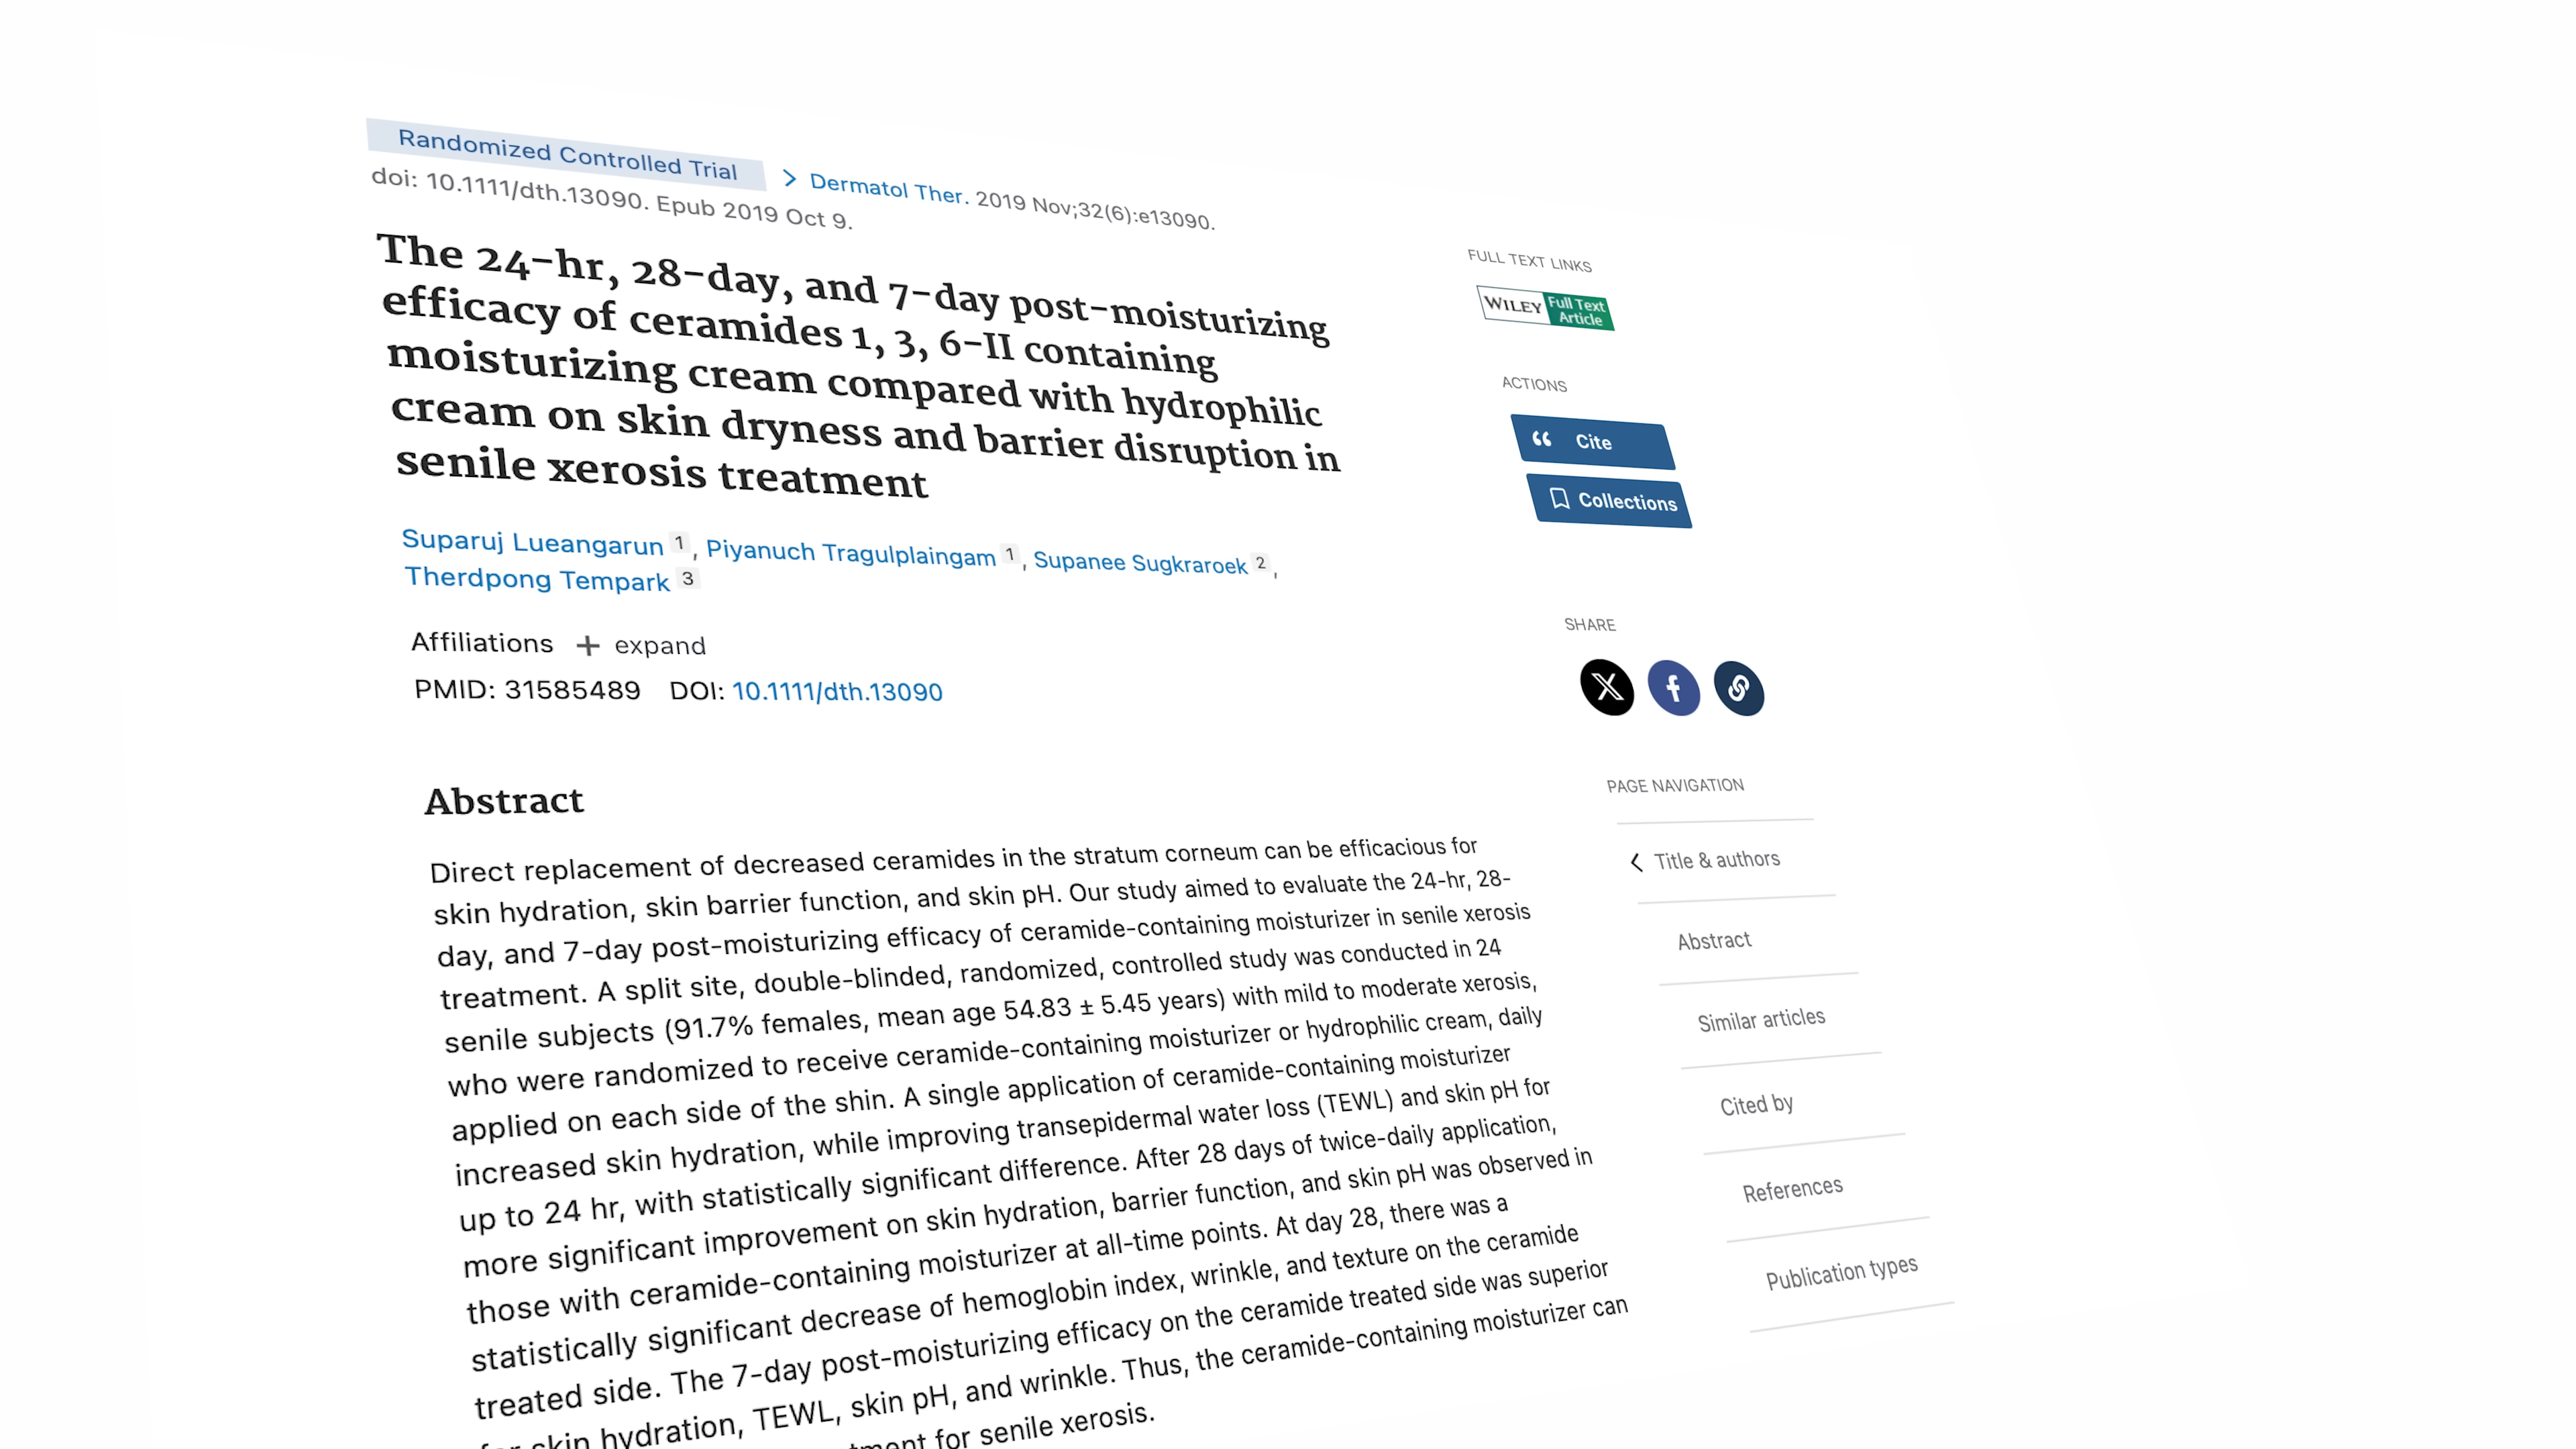 Randomized Controlled Trial > Dermatol Ther. 2019 Nov;32(6):e13090.
doi: 10.1111/dth.13090. Epub 2019 Oct 9.
The 24-hr, 28-day, and 7-day post-moisturizing
efficacy of ceramides 1, 3, 6-II containing
moisturizing cream compared with hydrophilic
cream on skin dryness and barrier disruption in
senile xerosis treatment
Suparuj Lueangarun 1, Piyanuch Tragulplaingam 1, Supanee Sugkraroek 2,
Therdpong Tempark 3
Affiliations + expand
PMID: 31585489 DOI: 10.1111/dth.13090
Abstract
Direct replacement of decreased ceramides in the stratum corneum can be efficacious for
skin hydration, skin barrier function, and skin pH. Our study aimed to evaluate the 24-hr, 28-
day, and 7-day post-moisturizing efficacy of ceramide-containing moisturizer in senile xerosis
treatment. A split site, double-blinded, randomized, controlled study was conducted in 24
senile subjects (91.7% females, mean age 54.83 ± 5.45 years) with mild to moderate xerosis,
who were randomized to receive ceramide-containing moisturizer or hydrophilic cream, daily
applied on each side of the shin. A single application of ceramide-containing moisturizer
increased skin hydration, while improving transepidermal water loss (TEWL) and skin pH for
up to 24 hr, with statistically significant difference. After 28 days of twice-daily application,
more significant improvement on skin hydration, barrier function, and skin pH was observed in
those with ceramide-containing moisturizer at all-time points. At day 28, there was a
statistically significant decrease of hemoglobin index, wrinkle, and texture on the ceramide
treated side. The 7-day post-moisturizing efficacy on the ceramide treated side was superior
for skin hydration, TEWL, skin pH, and wrinkle. Thus, the ceramide-containing moisturizer can
for senile xerosis.
FULL TEXT LINKS
WILEY Full Text
Article
ACTIONS
Cite
Collections
SHARE
PAGE NAVIGATION
Title & authors
Abstract
Similar articles
Cited by
References
Publication types